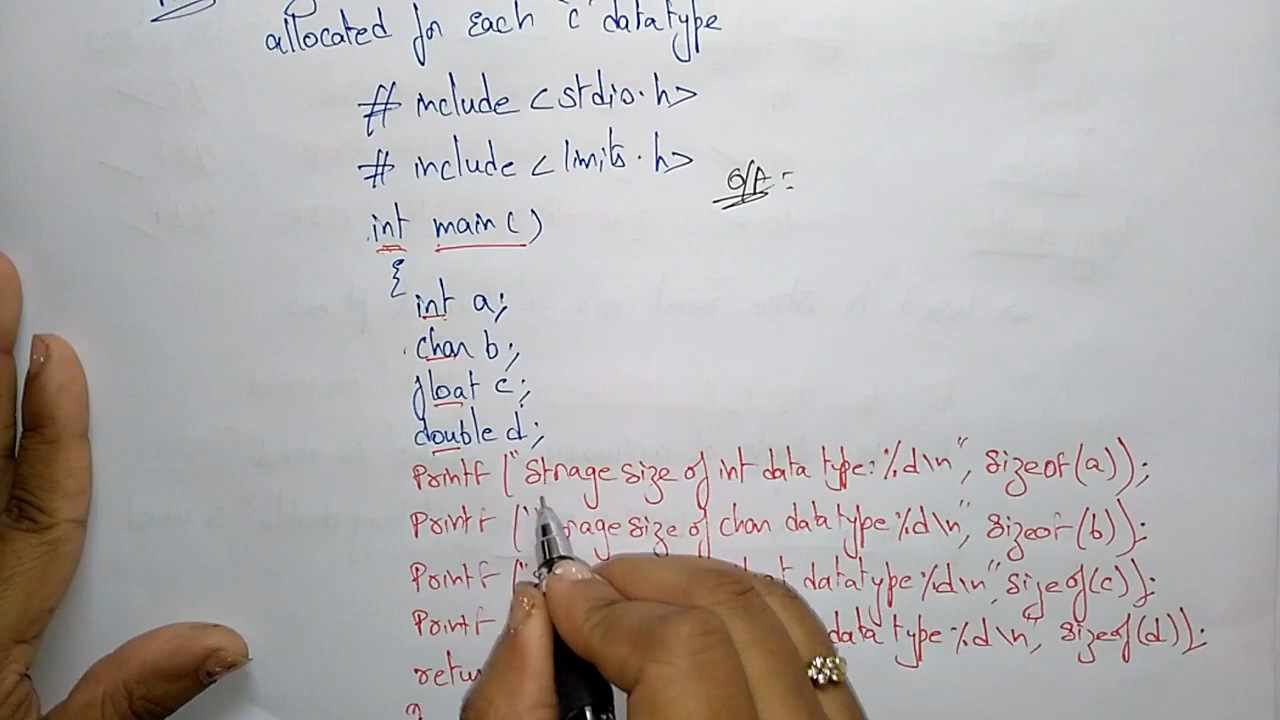 allocated for each "c" datatype
# include <stdio.h>
# include <limits.h>
O/P :
int main()
{
int a;
char b;
float c;
double d;
Printf ("Storage size of int data type: %d\n", sizeof(a));
Printf (" size of char data type %d\n", sizeof(b));
Printf (" datatype %d\n", sizeof(c));
Printf data type %d\n", sizeof(d));